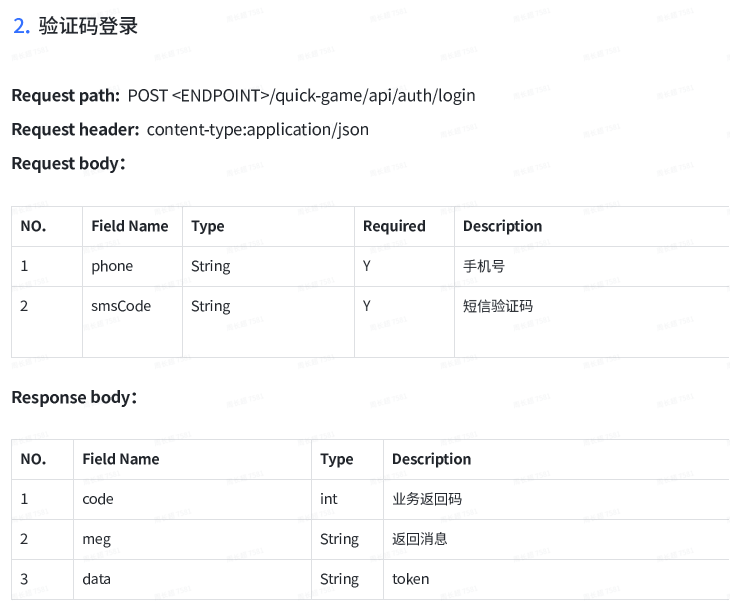 2. 验证码登录
Request path: POST <ENDPOINT>/quick-game/api/auth/login
Request header: content-type:application/json
Request body：
NO. Field Name Type Required Description
1 phone String Y 手机号
2 smsCode String Y 短信验证码
Response body：
NO. Field Name Type Description
1 code int 业务返回码
2 meg String 返回消息
3 data String token